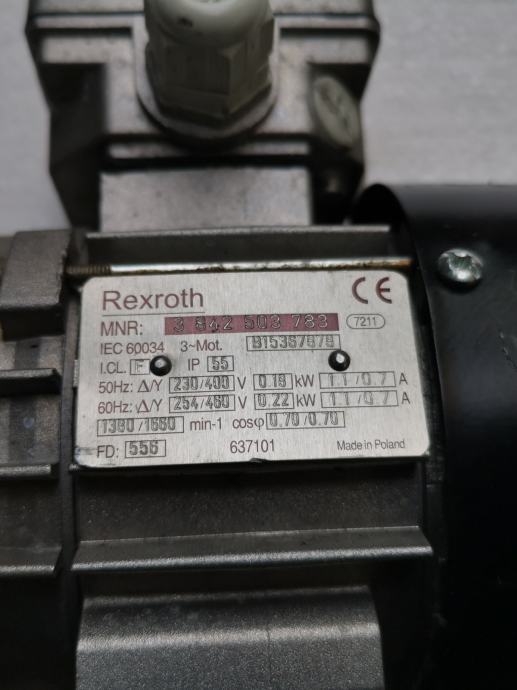 Rexroth CE
MNR: 3 842 503 783 7211
IEC 60034 3~Mot. B15367878
I.CL. F IP 55
50Hz: Δ/Y 230/400 V 0.18 kW 1.1/0.7 A
60Hz: Δ/Y 254/460 V 0.22 kW 1.1/0.7 A
1380/1660 min-1 cosφ 0.70/0.70
FD: 556 637101 Made in Poland